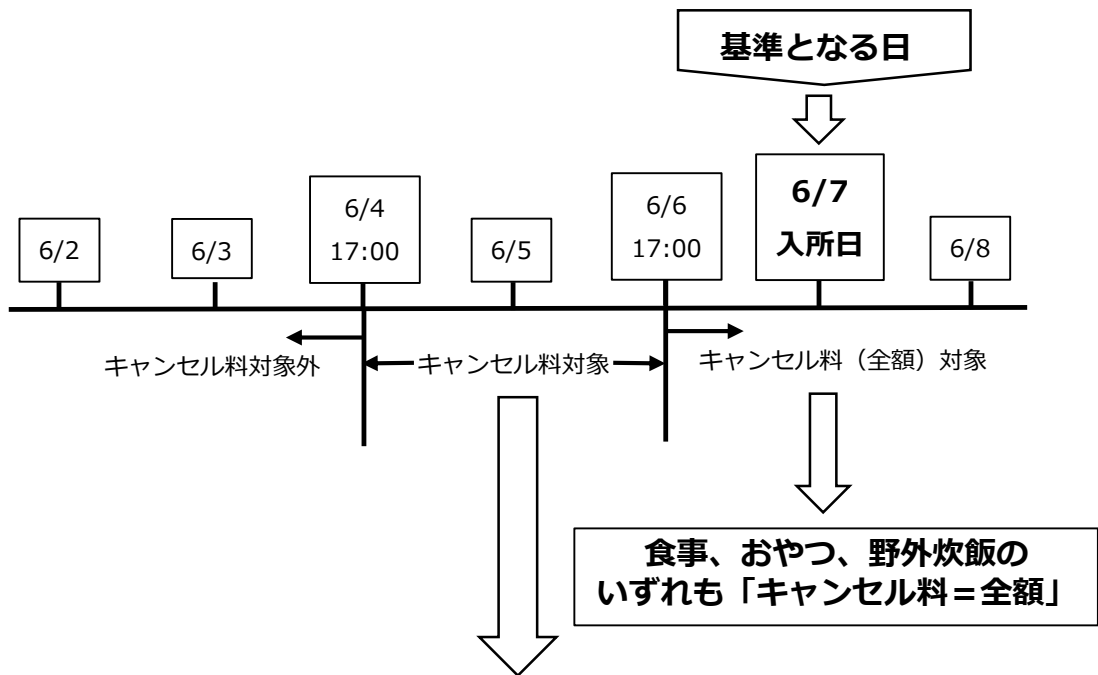 基準となる日
6/2
6/3
6/4
17:00
6/5
6/6
17:00
6/7
入所日
6/8
キャンセル料対象外
キャンセル料対象
キャンセル料（全額）対象
食事、おやつ、野外炊飯の
いずれも「キャンセル料＝全額」